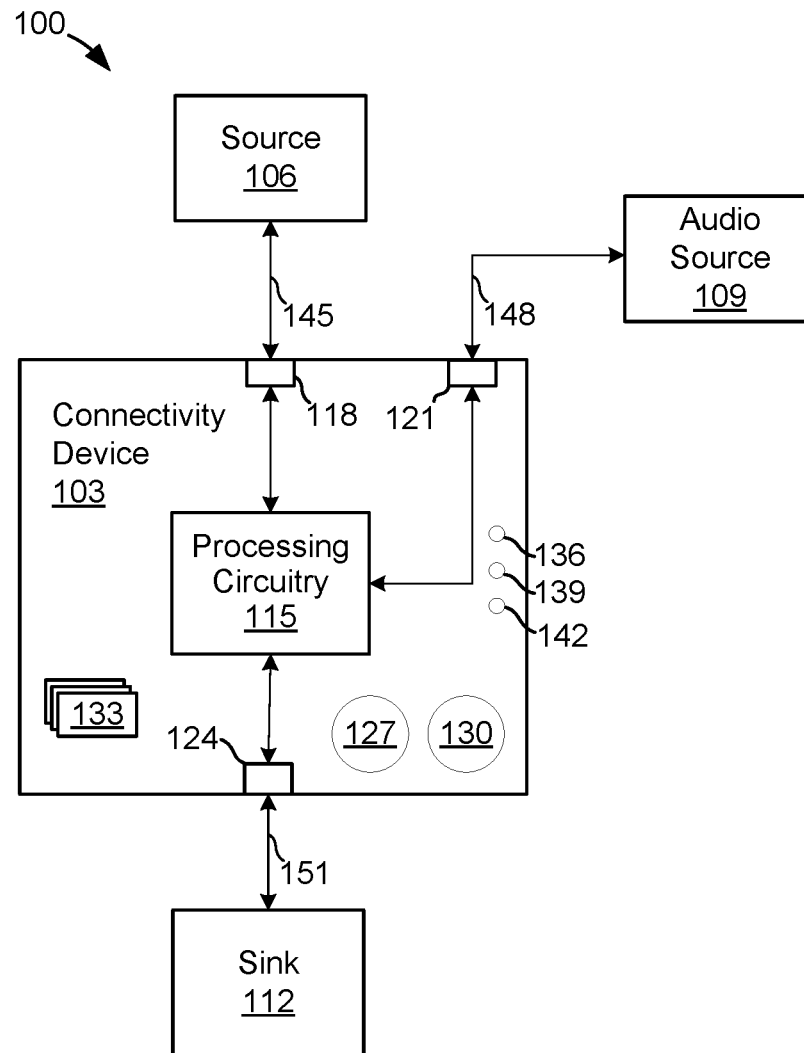 100
Source
106
Audio
Source
109
145
148
118
121
Connectivity
Device
103
Processing
Circuitry
115
136
139
142
133
127
130
124
151
Sink
112